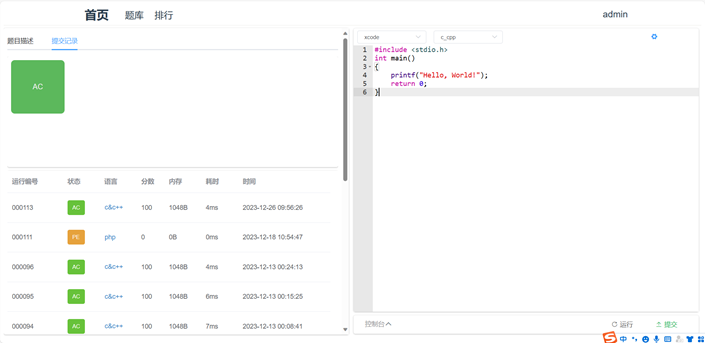 首页 题库 排行 admin
题目描述 提交记录
AC
运行编号 状态 语言 分数 内存 耗时 时间
000113 AC c&c++ 100 1048B 4ms 2023-12-26 09:56:26
000111 PE php 0 0B 0ms 2023-12-18 10:54:47
000096 AC c&c++ 100 1048B 4ms 2023-12-13 00:24:13
000095 AC c&c++ 100 1048B 6ms 2023-12-13 00:15:25
000094 AC c&c++ 100 1048B 7ms 2023-12-13 00:08:41
xcode c_cpp
1 #include <stdio.h>
2 int main()
3 {
4 printf("Hello, World!");
5 return 0;
6 }
控制台 运行 提交
S 中